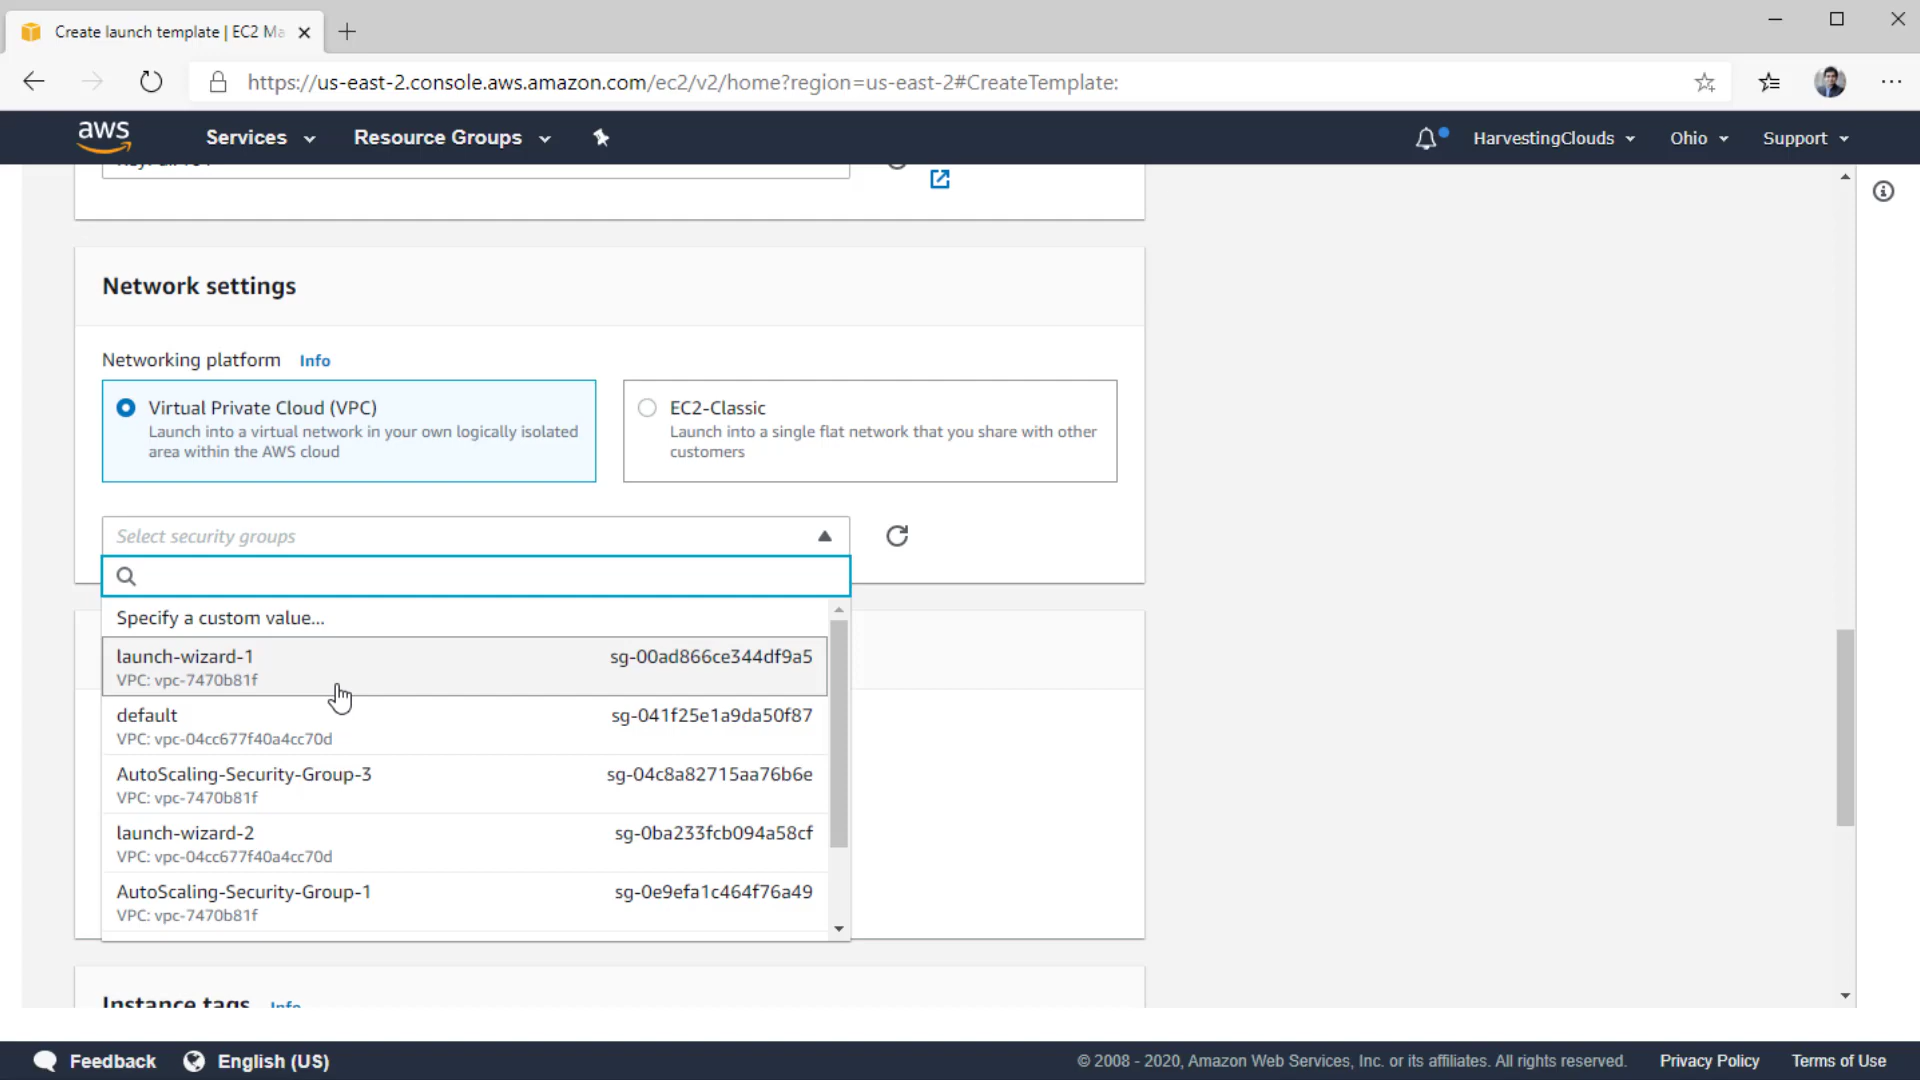 Create launch template | EC2 Ma
https://us-east-2.console.aws.amazon.com/ec2/v2/home?region=us-east-2#CreateTemplate:
aws
Services
Resource Groups
HarvestingClouds
Ohio
Support
Network settings
Networking platform Info
Virtual Private Cloud (VPC)
Launch into a virtual network in your own logically isolated
area within the AWS cloud
EC2-Classic
Launch into a single flat network that you share with other
customers
Select security groups
Specify a custom value...
launch-wizard-1 sg-00ad866ce344df9a5
VPC: vpc-7470b81f
default sg-041f25e1a9da50f87
VPC: vpc-04cc677f40a4cc70d
AutoScaling-Security-Group-3 sg-04c8a82715aa76b6e
VPC: vpc-7470b81f
launch-wizard-2 sg-0ba233fcb094a58cf
VPC: vpc-04cc677f40a4cc70d
AutoScaling-Security-Group-1 sg-0e9efa1c464f76a49
VPC: vpc-7470b81f
Instance tags Info
Feedback
English (US)
© 2008 - 2020, Amazon Web Services, Inc. or its affiliates. All rights reserved.
Privacy Policy
Terms of Use